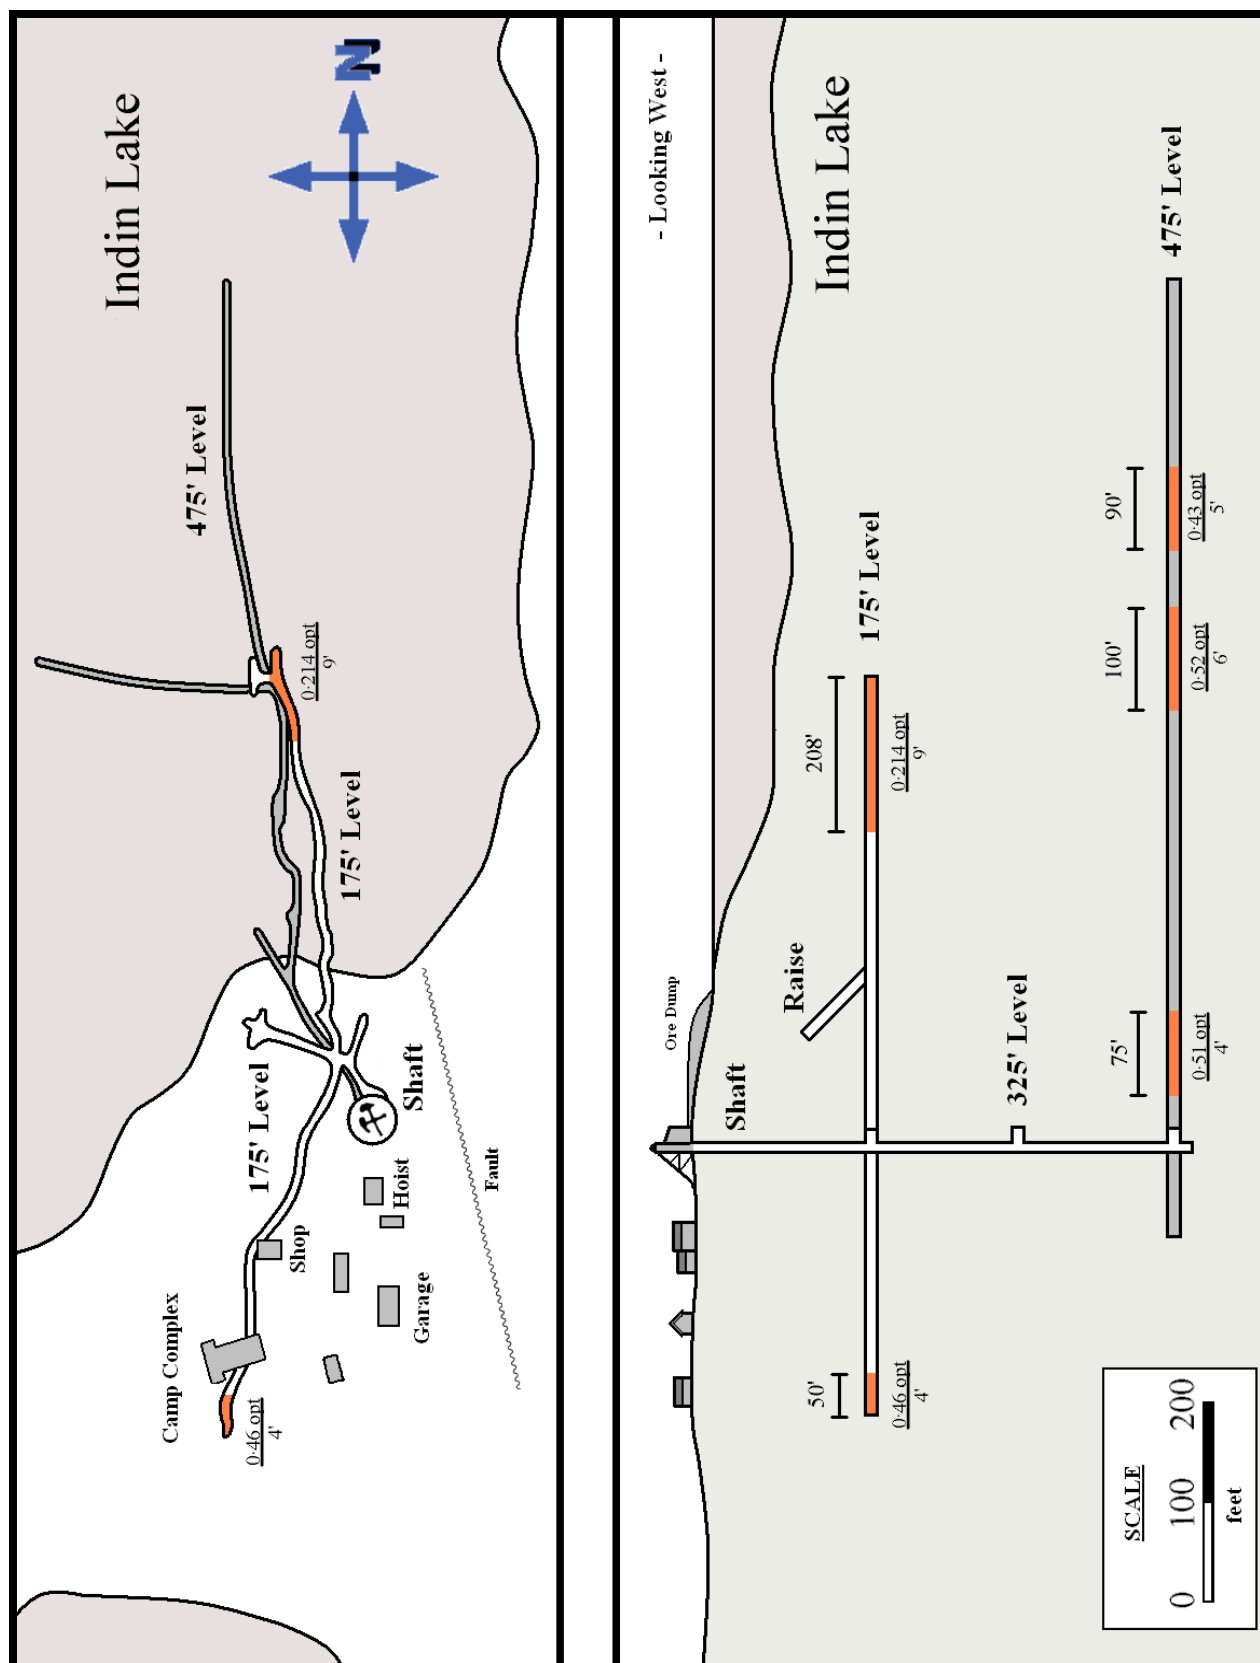 Indin Lake
N
475' Level
0·214 opt
9'
175' Level
175' Level
Shaft
Hoist
Fault
Shop
Garage
Camp Complex
0·46 opt
4'
- Looking West -
Indin Lake
Ore Dump
Shaft
Raise
175' Level
208'
0·214 opt
9'
50'
0·46 opt
4'
325' Level
475' Level
90'
0·43 opt
5'
100'
0·52 opt
6'
75'
0·51 opt
4'
SCALE
0 100 200
feet